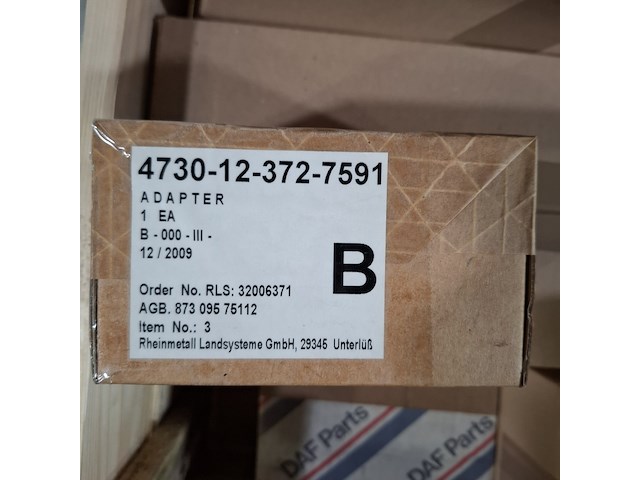 4730-12-372-7591
ADAPTER
1 EA
B - 000 - III -
12 / 2009
B
Order No. RLS: 32006371
AGB. 873 095 75112
Item No.: 3
Rheinmetall Landsysteme GmbH, 29345 Unterlüß
DAF Parts
DAF Parts